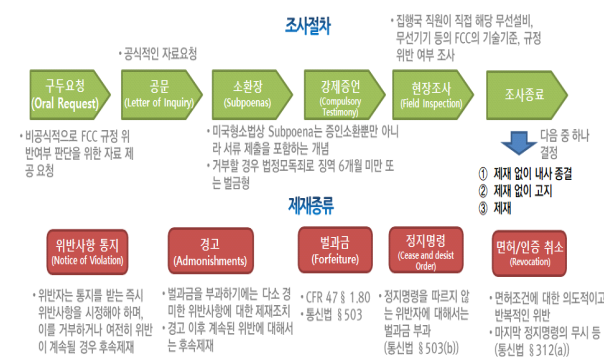 조사절차
• 공식적인 자료요청
• 집행국 직원이 직접 해당 무선설비,
무선기기 등의 FCC의 기술기준, 규정
위반 여부 조사
구두요청
(Oral Request)
공문
(Letter of Inquiry)
소환장
(Subpoenas)
강제증언
(Compulsory
Testimony)
현장조사
(Field Inspection)
조사종료
• 비공식적으로 FCC 규정 위
반여부 판단을 위한 자료 제
공 요청
• 미국형소법상 Subpoena는 증인소환뿐만 아니
라 서류 제출을 포함하는 개념
• 거부할 경우 법정모독죄로 징역 6개월 미만 또
는 벌금형
다음 중 하나
결정
① 제재 없이 내사 종결
② 제재 없이 고지
③ 제재
제재종류
위반사항 통지
(Notice of Violation)
경고
(Admonishments)
벌과금
(Forfeiture)
정지명령
(Cease and desist
Order)
면허/인증 취소
(Revocation)
• 위반자는 통지를 받는 즉시
위반사항을 시정해야 하며,
이를 거부하거나 여전히 위반
이 계속될 경우 후속제재
• 벌과금을 부과하기에는 다소 경
미한 위반사항에 대한 제재조치
• 경고 이후 계속된 위반에 대해서
는 후속제재
• CFR 47 § 1.80
• 통신법 §503
• 정지명령을 따르지 않
는 위반자에 대해서는
벌과금 부과
(통신법 §503(b))
• 면허조건에 대한 의도적이고
반복적인 위반
• 마지막 정지명령의 무시 등
(통신법 §312(a))